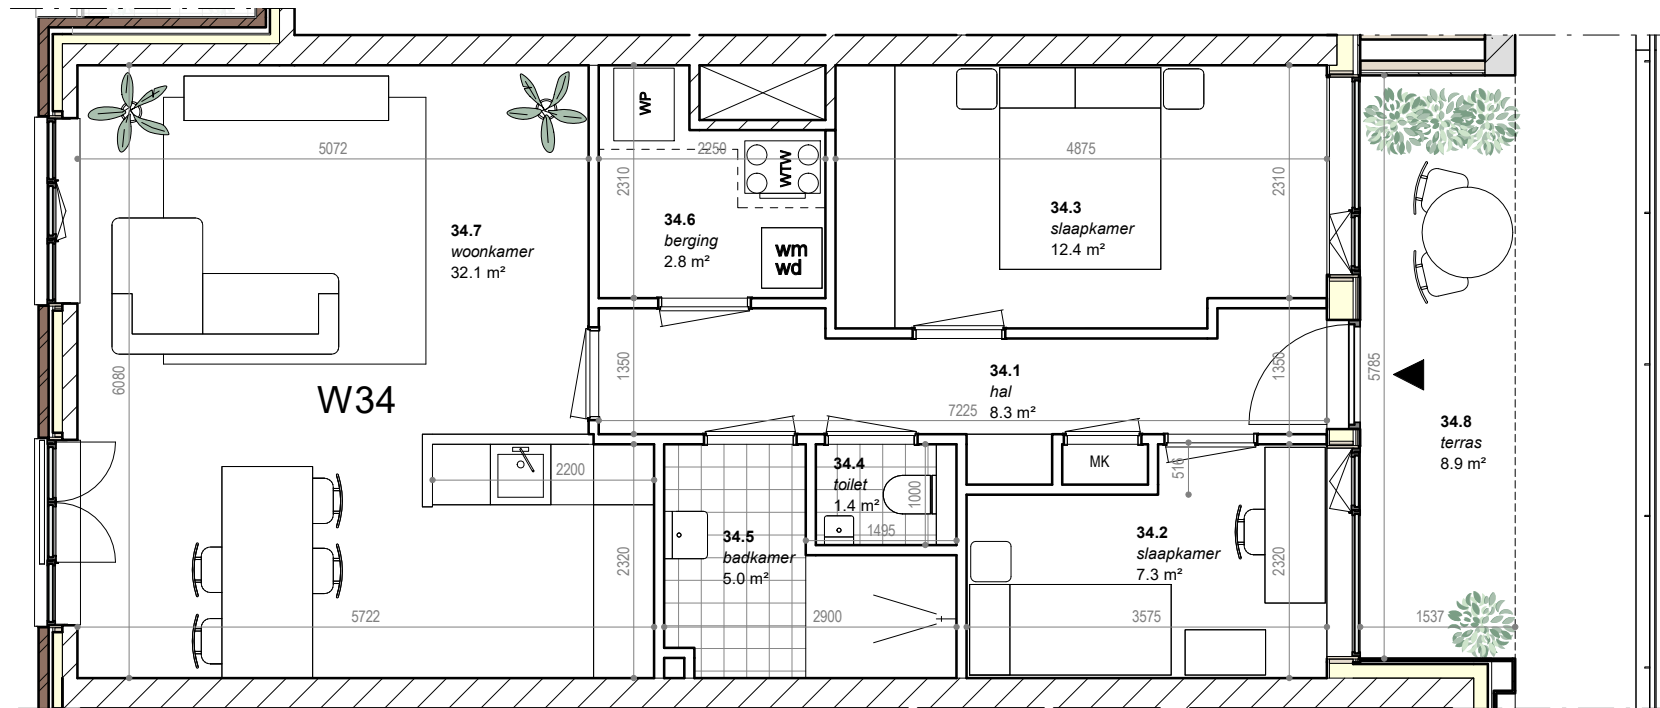 WP
5072
2250
4875
2310
WTW
2310
34.7
woonkamer
32.1 m²
34.6
berging
2.8 m²
wm
wd
34.3
slaapkamer
12.4 m²
6080
W34
1350
34.1
hal
8.3 m²
7225
1350
5785
34.8
terras
8.9 m²
2200
34.4
toilet
1.4 m²
1000
1495
MK
516
34.5
badkamer
5.0 m²
2320
34.2
slaapkamer
7.3 m²
2320
5722
2900
3575
1537